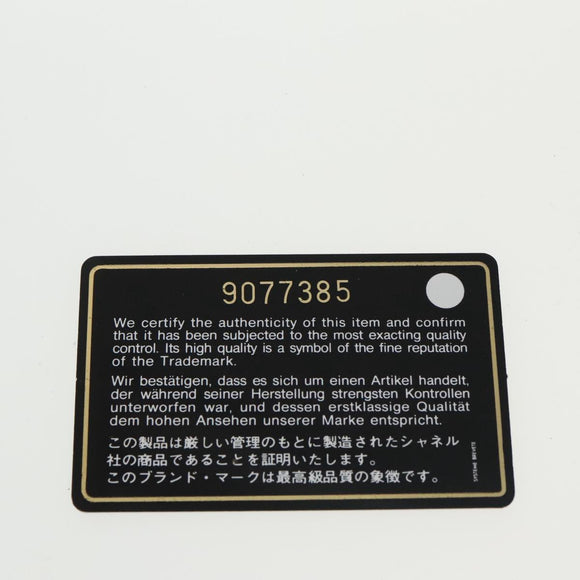 9077385
We certify the authenticity of this item and confirm
that it has been subjected to the most exacting quality
control. Its high quality is a symbol of the fine reputation
of the Trademark.
Wir bestätigen, dass es sich um einen Artikel handelt,
der während seiner Herstellung strengsten Kontrollen
unterworfen war, und dessen erstklassige Qualität
dem hohen Ansehen unserer Marke entspricht.
この製品は厳しい管理のもとに製造されたシャネル
社の商品であることを証明いたします。
このブランド・マークは最高級品質の象徴です。
SYSTEME BREVETE